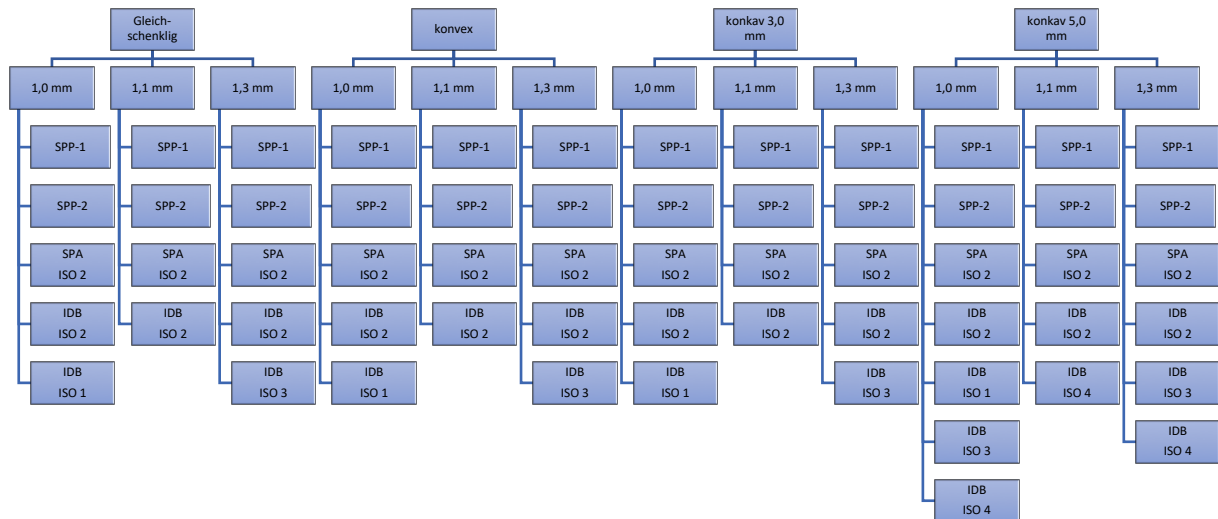 Gleich-
schenklig
konvex
konkav 3,0
mm
konkav 5,0
mm
1,0 mm
1,1 mm
1,3 mm
1,0 mm
1,1 mm
1,3 mm
1,0 mm
1,1 mm
1,3 mm
1,0 mm
1,1 mm
1,3 mm
SPP-1
SPP-1
SPP-1
SPP-1
SPP-1
SPP-1
SPP-1
SPP-1
SPP-1
SPP-1
SPP-1
SPP-1
SPP-2
SPP-2
SPP-2
SPP-2
SPP-2
SPP-2
SPP-2
SPP-2
SPP-2
SPP-2
SPP-2
SPP-2
SPA
ISO 2
SPA
ISO 2
SPA
ISO 2
SPA
ISO 2
SPA
ISO 2
SPA
ISO 2
SPA
ISO 2
SPA
ISO 2
SPA
ISO 2
SPA
ISO 2
SPA
ISO 2
SPA
ISO 2
IDB
ISO 2
IDB
ISO 2
IDB
ISO 2
IDB
ISO 2
IDB
ISO 2
IDB
ISO 2
IDB
ISO 2
IDB
ISO 2
IDB
ISO 2
IDB
ISO 2
IDB
ISO 2
IDB
ISO 2
IDB
ISO 1
IDB
ISO 3
IDB
ISO 1
IDB
ISO 3
IDB
ISO 1
IDB
ISO 3
IDB
ISO 1
IDB
ISO 4
IDB
ISO 3
IDB
ISO 3
IDB
ISO 4
IDB
ISO 4